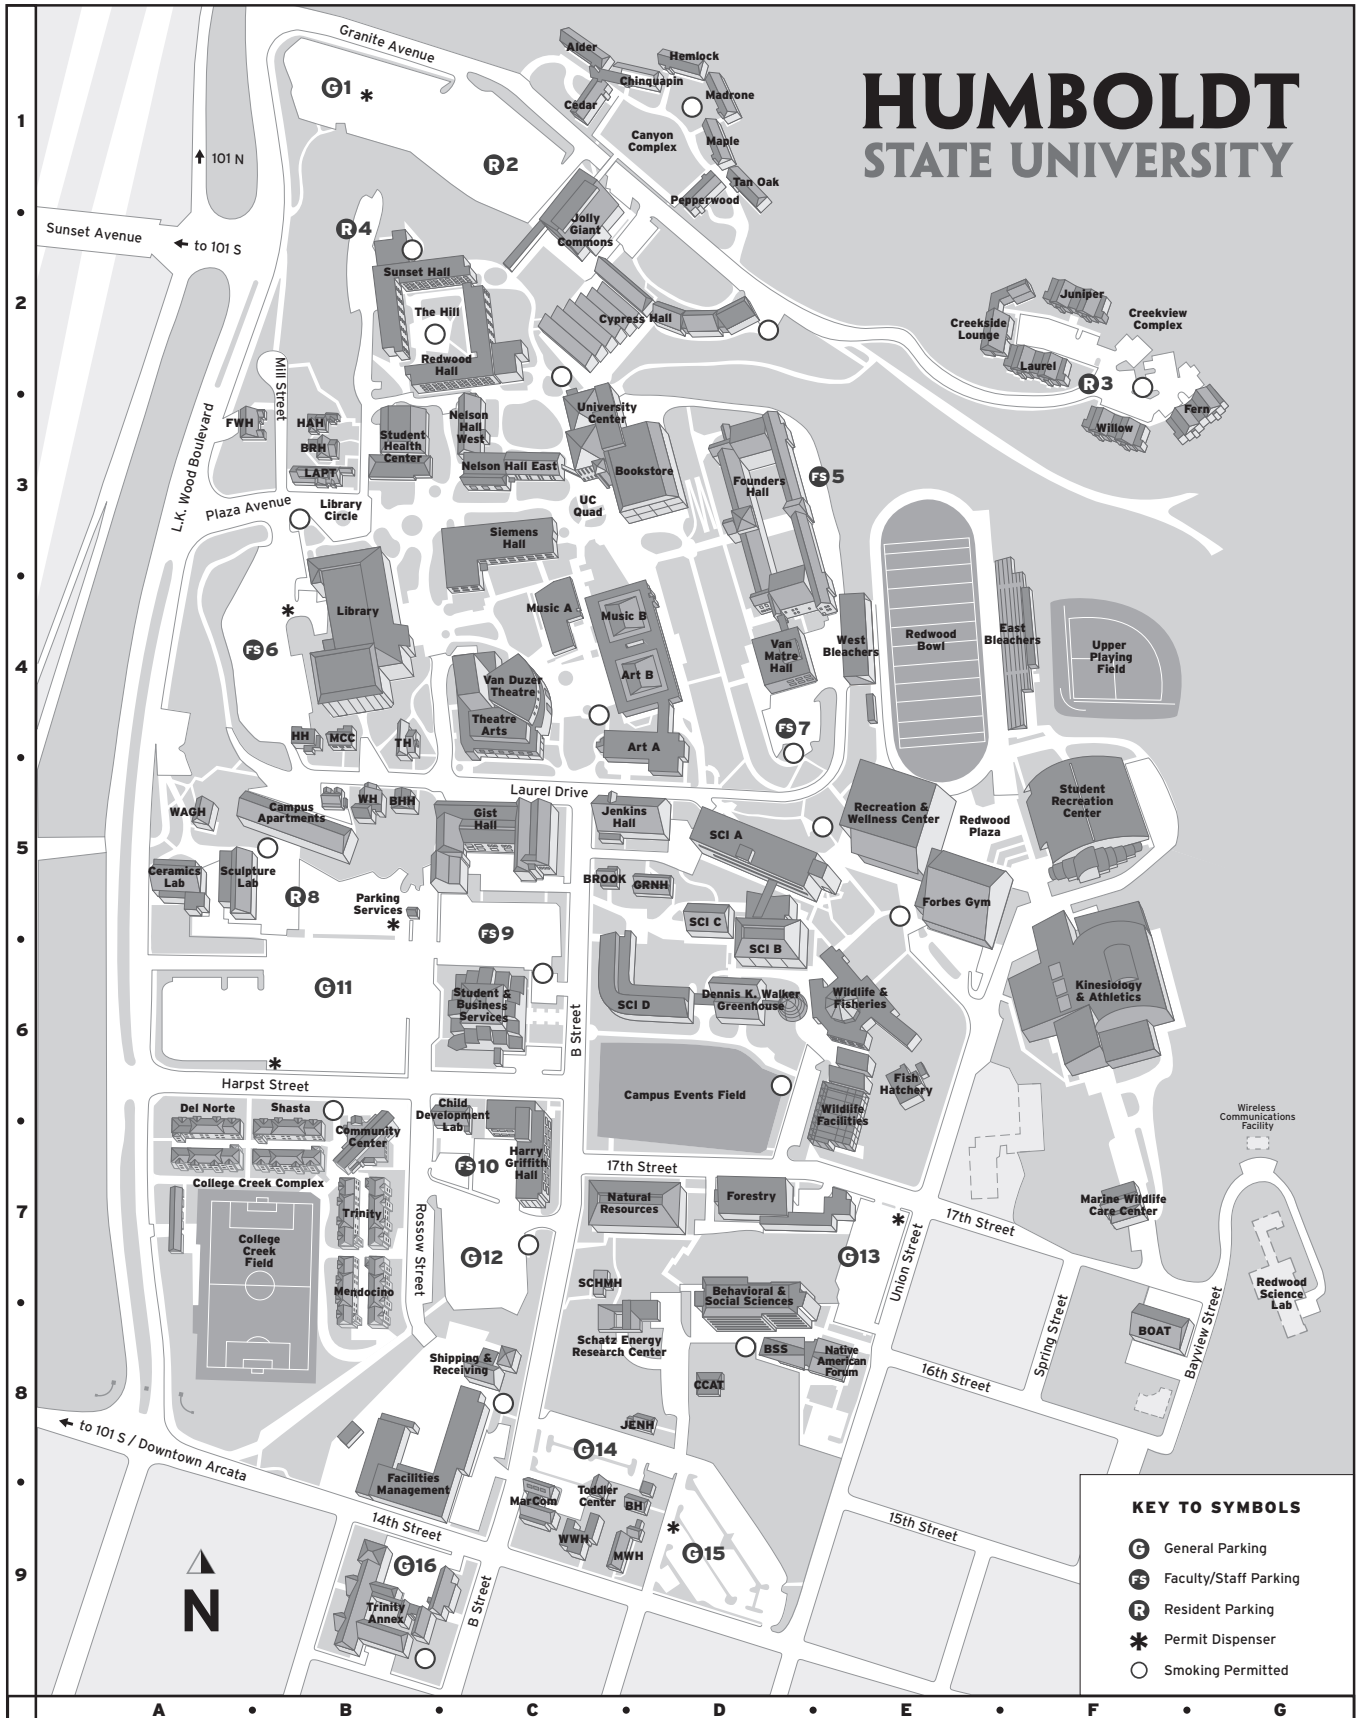 HUMBOLDT
STATE UNIVERSITY
Granite Avenue
Alder
Hemlock
Chinquapin
Madrone
Cedar
G1 *
1
Canyon
Complex
Maple
101 N
R2
Tan Oak
Pepperwood
Sunset Avenue
to 101 S
R4
Jolly
Giant
Commons
Sunset Hall
2
The Hill
Cypress Hall
Redwood
Hall
Juniper
Creekside
Lounge
Creekview
Complex
Laurel
R3
Fern
Willow
Mill Street
L.K. Wood Boulevard
FWH
HAH
BRH
LAPT
Student
Health
Center
Nelson
Hall
West
Nelson Hall East
University
Center
Bookstore
Founders
Hall
FS5
3
Plaza Avenue
Library
Circle
UC
Quad
Siemens
Hall
Library
*
Music A
Music B
West
Bleachers
Redwood
Bowl
East
Bleachers
Upper
Playing
Field
4
FS6
Van Duzer
Theatre
Art B
Van
Matre
Hall
Theatre
Arts
FS7
HH
MCC
TH
Art A
Laurel Drive
WAGH
Campus
Apartments
WH
BHH
Gist
Hall
Jenkins
Hall
SCI A
Recreation &
Wellness Center
Redwood
Plaza
Student
Recreation
Center
5
Ceramics
Lab
Sculpture
Lab
R8
Parking
Services
*
BROOK
GRNH
Forbes Gym
FS9
SCI C
SCI B
G11
Student &
Business
Services
SCI D
Dennis K. Walker
Greenhouse
Wildlife &
Fisheries
Kinesiology
& Athletics
6
B Street
*
Harpst Street
Campus Events Field
Fish
Hatchery
Wildlife
Facilities
Del Norte
Shasta
Community
Center
Child
Development
Lab
Harry
Griffith
Hall
FS10
Wireless
Communications
Facility
College Creek Complex
17th Street
7
Trinity
Rossow Street
Natural
Resources
Forestry
*
17th Street
Marine Wildlife
Care Center
College
Creek
Field
G12
G13
Union Street
Mendocino
SCHMH
Behavioral &
Social Sciences
Redwood
Science
Lab
Schatz Energy
Research Center
BSS
Native
American
Forum
Spring Street
BOAT
Bayview Street
Shipping &
Receiving
8
CCAT
16th Street
to 101 S / Downtown Arcata
JENH
G14
Facilities
Management
MarCom
Toddler
Center
BH
14th Street
WWH
MWH
*
G15
15th Street
9
N
G16
Trinity
Annex
B Street
KEY TO SYMBOLS
G General Parking
FS Faculty/Staff Parking
R Resident Parking
* Permit Dispenser
Smoking Permitted
A • B • C • D • E • F • G